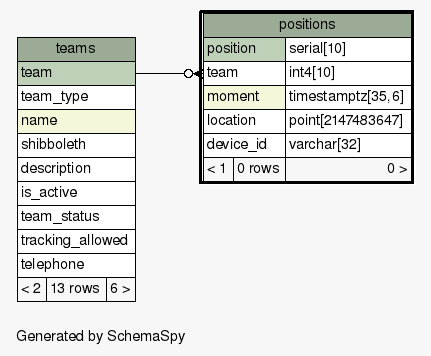 teams
team
team_type
name
shibboleth
description
is_active
team_status
tracking_allowed
telephone
< 2 13 rows 6 >
positions
position serial[10]
team int4[10]
moment timestamptz[35,6]
location point[2147483647]
device_id varchar[32]
< 1 0 rows 0 >
Generated by SchemaSpy